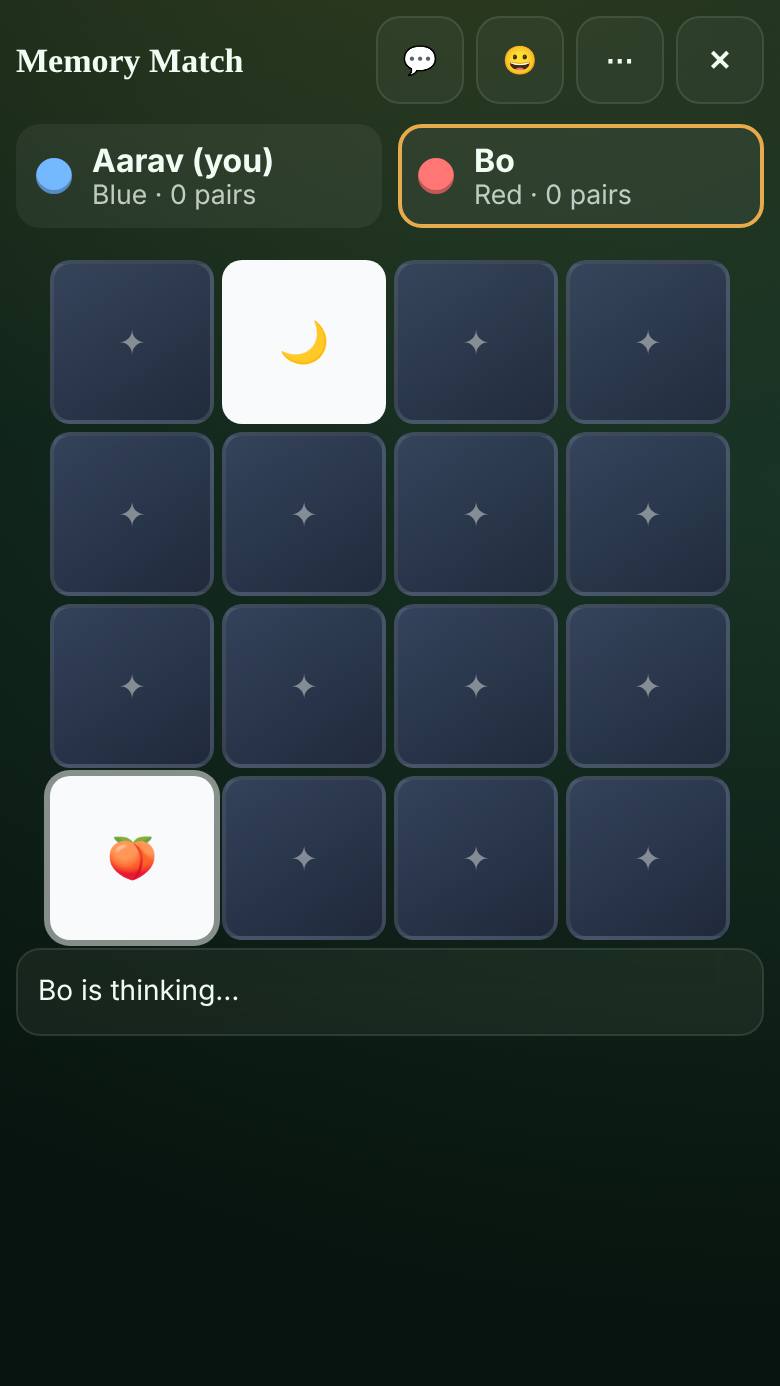 Memory Match
Aarav (you)
Blue · 0 pairs
Bo
Red · 0 pairs
Bo is thinking...